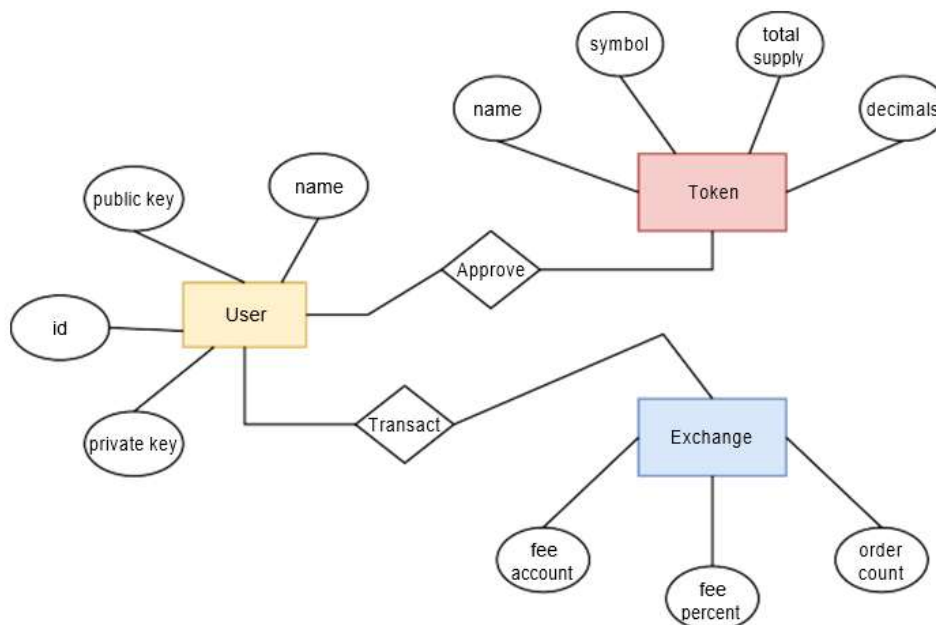 symbol
total
supply
name
decimals
Token
public key
name
Approve
User
id
Transact
private key
Exchange
fee
account
fee
percent
order
count